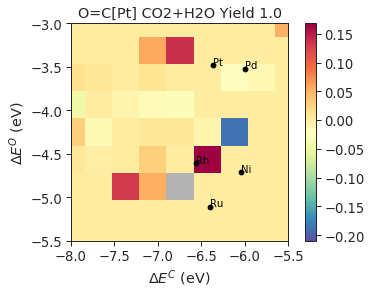 O=C[Pt] CO2+H2O Yield 1.0
−3.0
−3.5
−4.0
−4.5
−5.0
−5.5
ΔE^O (eV)
Pt
Pd
Rh
Ni
Ru
−8.0
−7.5
−7.0
−6.5
−6.0
−5.5
ΔE^C (eV)
0.15
0.10
0.05
0.00
−0.05
−0.10
−0.15
−0.20